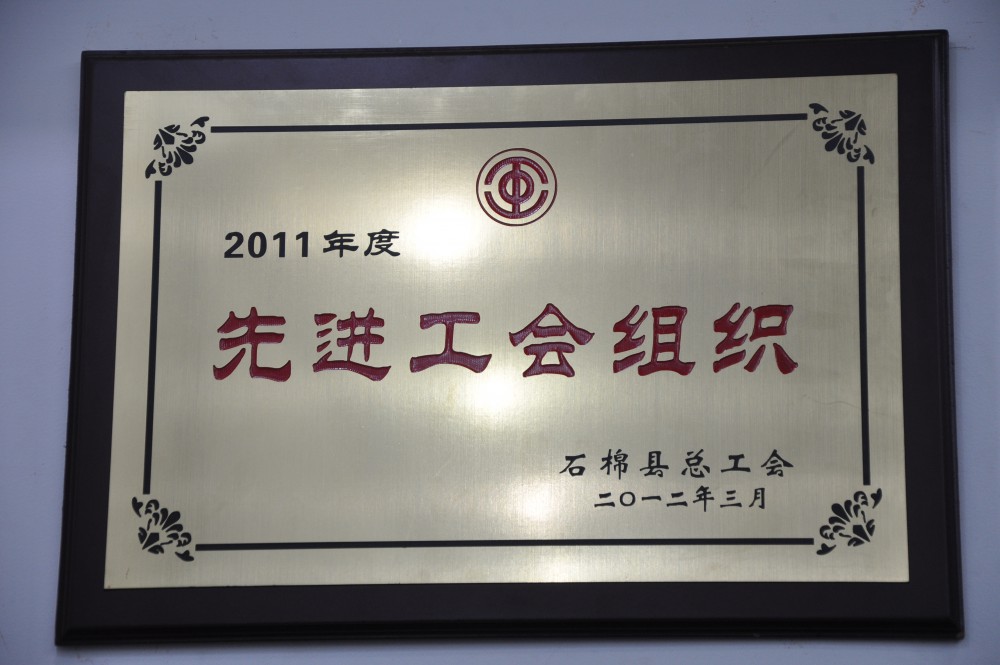 2011年度
先进工会组织
石棉县总工会
二〇一二年三月